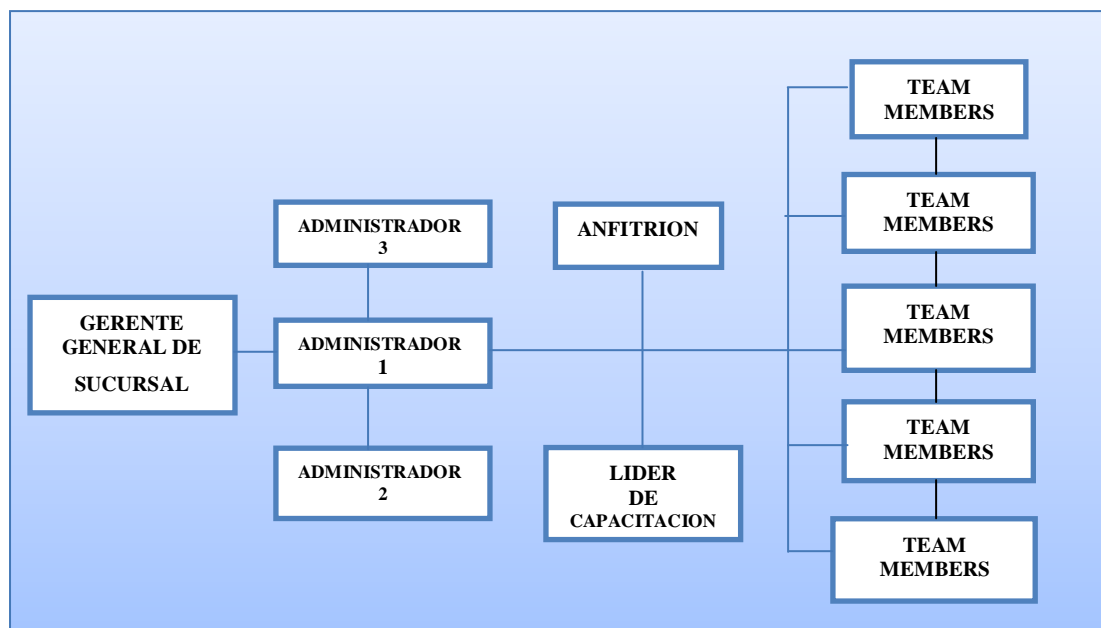 GERENTE
GENERAL DE
SUCURSAL
ADMINISTRADOR
3
ADMINISTRADOR
1
ADMINISTRADOR
2
ANFITRION
LIDER
DE
CAPACITACION
TEAM
MEMBERS
TEAM
MEMBERS
TEAM
MEMBERS
TEAM
MEMBERS
TEAM
MEMBERS